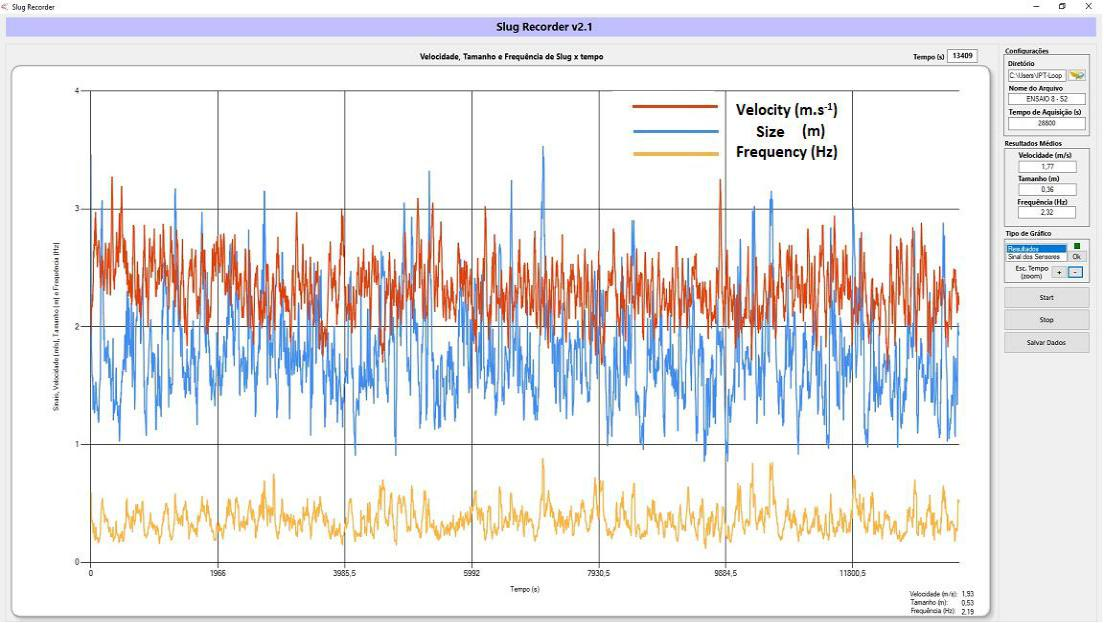 Slug Recorder
Slug Recorder v2.1
Velocidade, Tamanho e Frequência de Slug x tempo
Tempo (s) 13409
Velocity (m.s-1)
Size (m)
Frequency (Hz)
Sinais, Velocidade (m/s), Tamanho (m) e Frequência (Hz)
4
3
2
1
0
0 1966 3985,5 5992 7930,5 9884,5 11800,5
Tempo (s)
Velocidade (m/s): 1,93
Tamanho (m): 0,53
Frequência (Hz): 2,19
Configurações
Diretório
C:\Users\IPT-Loop
Nome do Arquivo
ENSAIO 8 - S2
Tempo de Aquisição (s)
28800
Resultados Médios
Velocidade (m/s)
1,77
Tamanho (m)
0,36
Frequência (Hz)
2,32
Tipo de Gráfico
Resultados
Sinal dos Sensores Ok
Esc. Tempo
(zoom) + -
Start
Stop
Salvar Dados